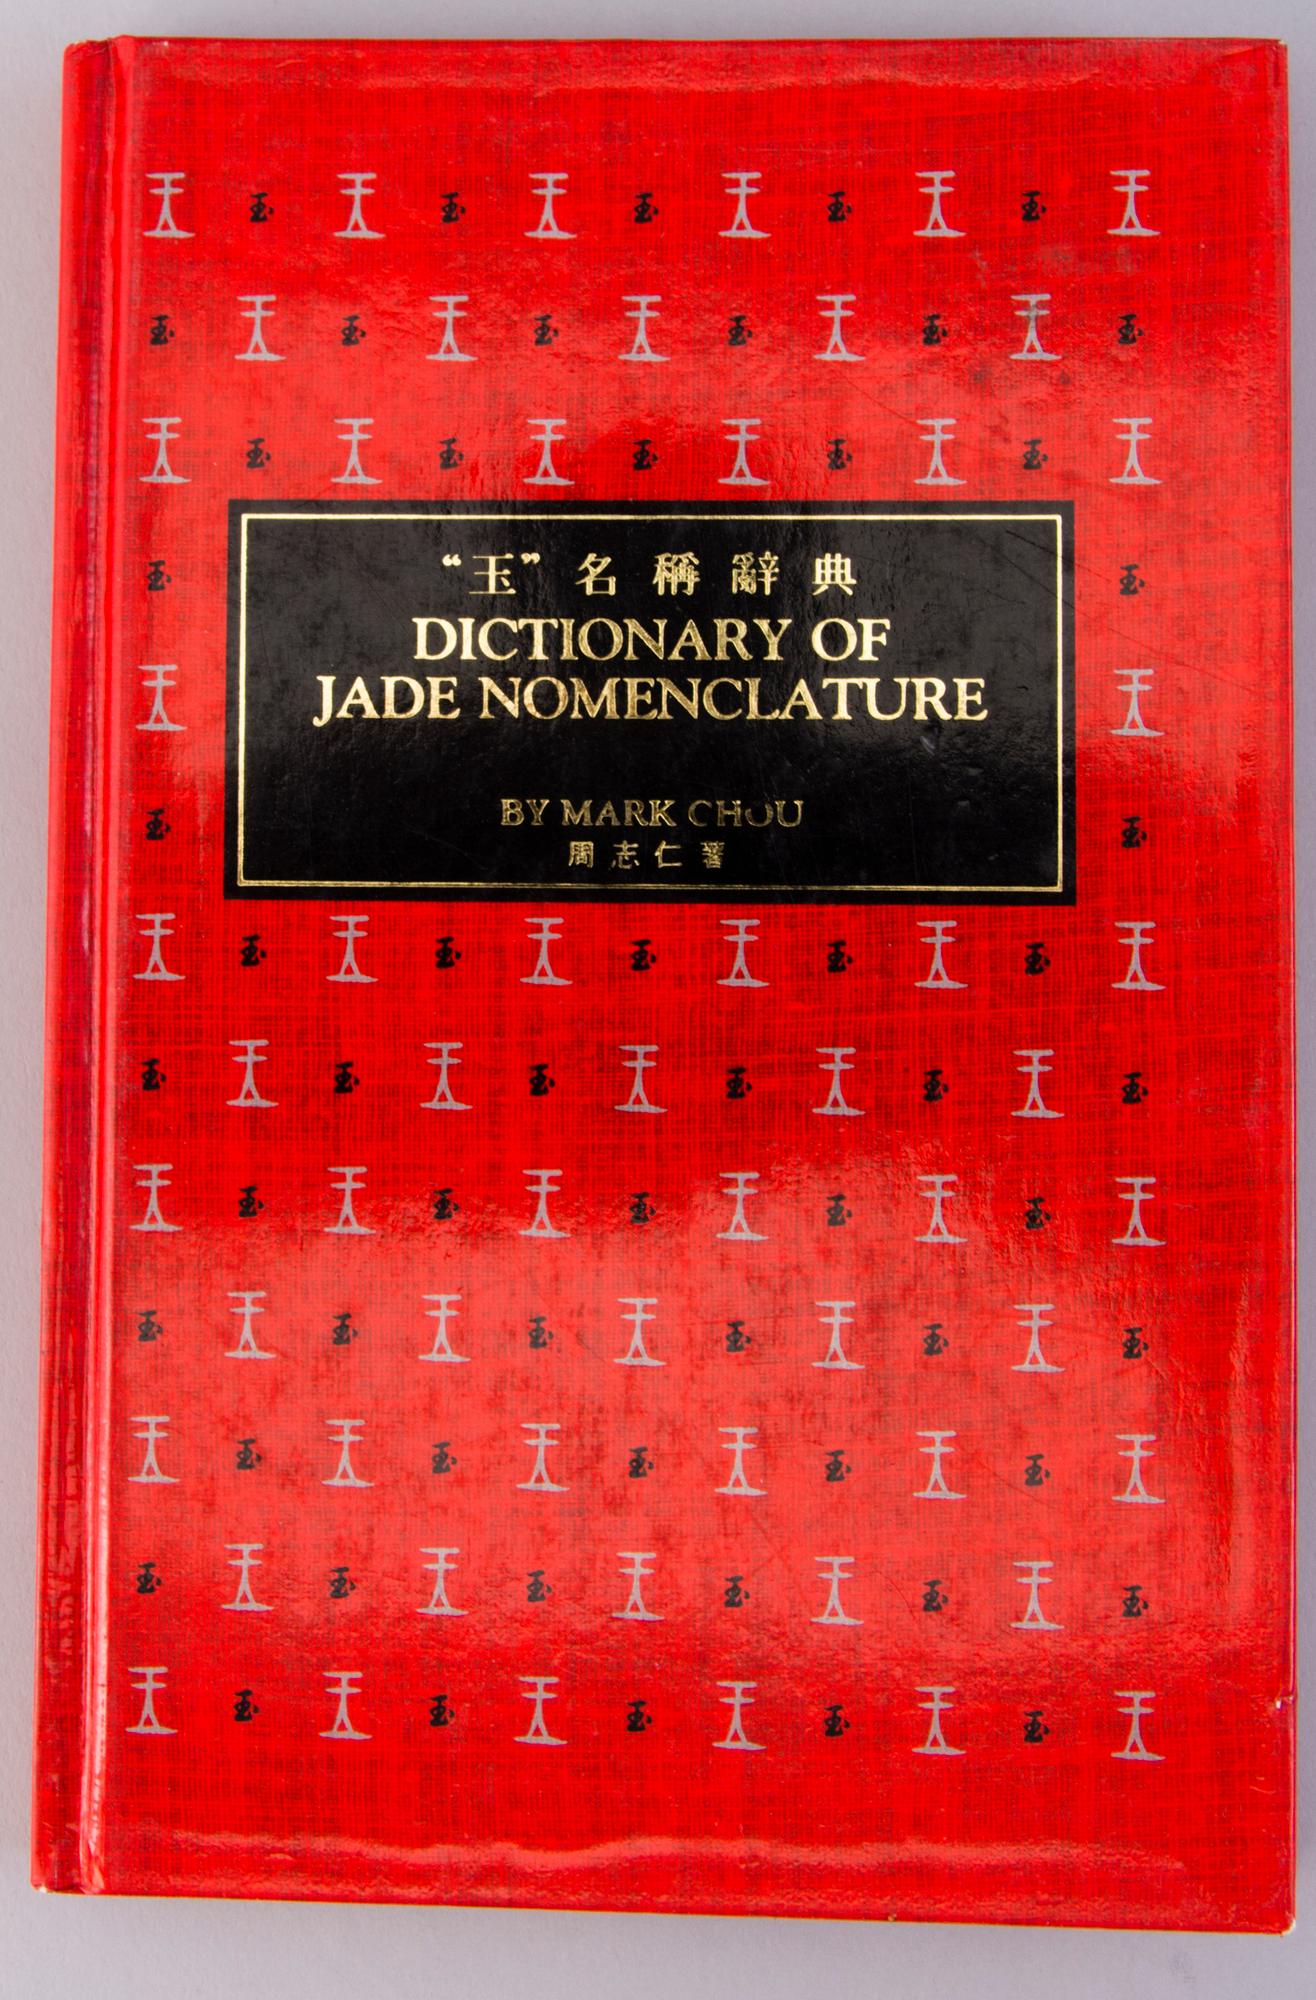 “玉” 名 稱 辭 典
DICTIONARY OF
JADE NOMENCLATURE
BY MARK CHOU
周 志 仁 著